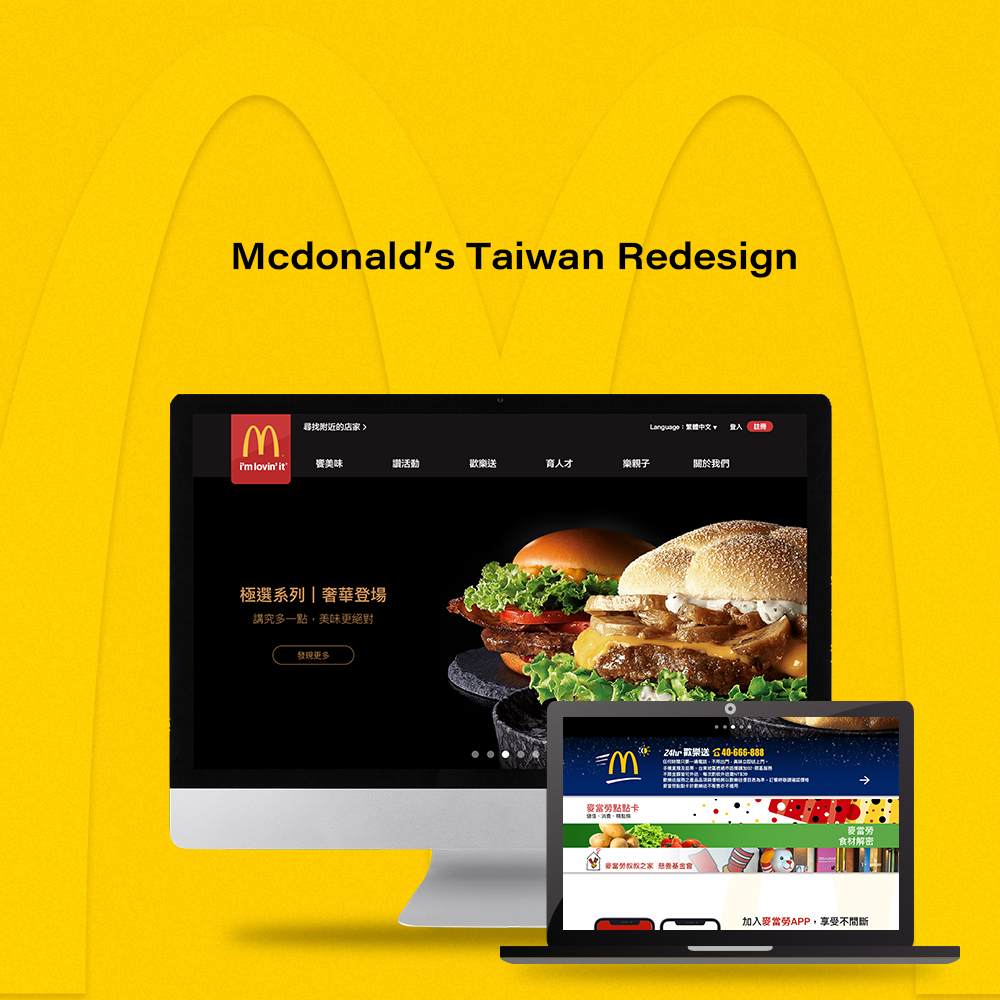 Mcdonald's Taiwan Redesign
尋找附近的店家 >
Language：繁體中文 ▾ 登入 註冊
i'm lovin' it
饗美味 讚活動 歡樂送 育人才 樂親子 關於我們
極選系列｜奢華登場
講究多一點，美味更絕對
發現更多
24hr 歡樂送 40-666-888
麥當勞點點卡
儲值、消費、積點換
麥當勞
食材解密
麥當勞叔叔之家 慈善基金會
加入麥當勞APP，享受不間斷